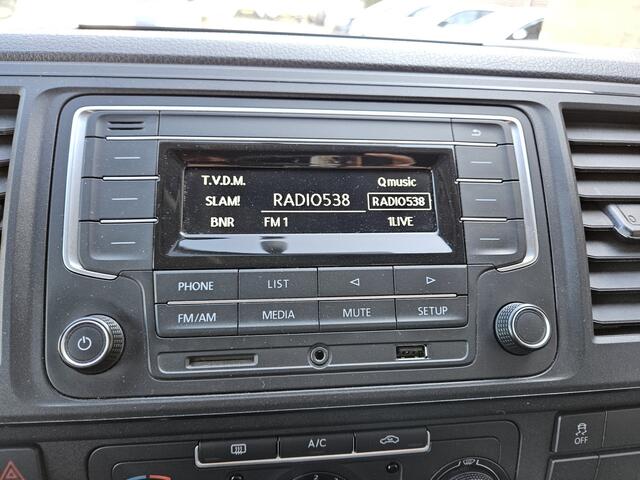 T.V.D.M. Qmusic
SLAM! RADIO538 RADIO538
BNR FM 1 1LIVE
PHONE LIST
FM/AM MEDIA MUTE SETUP
A/C
OFF